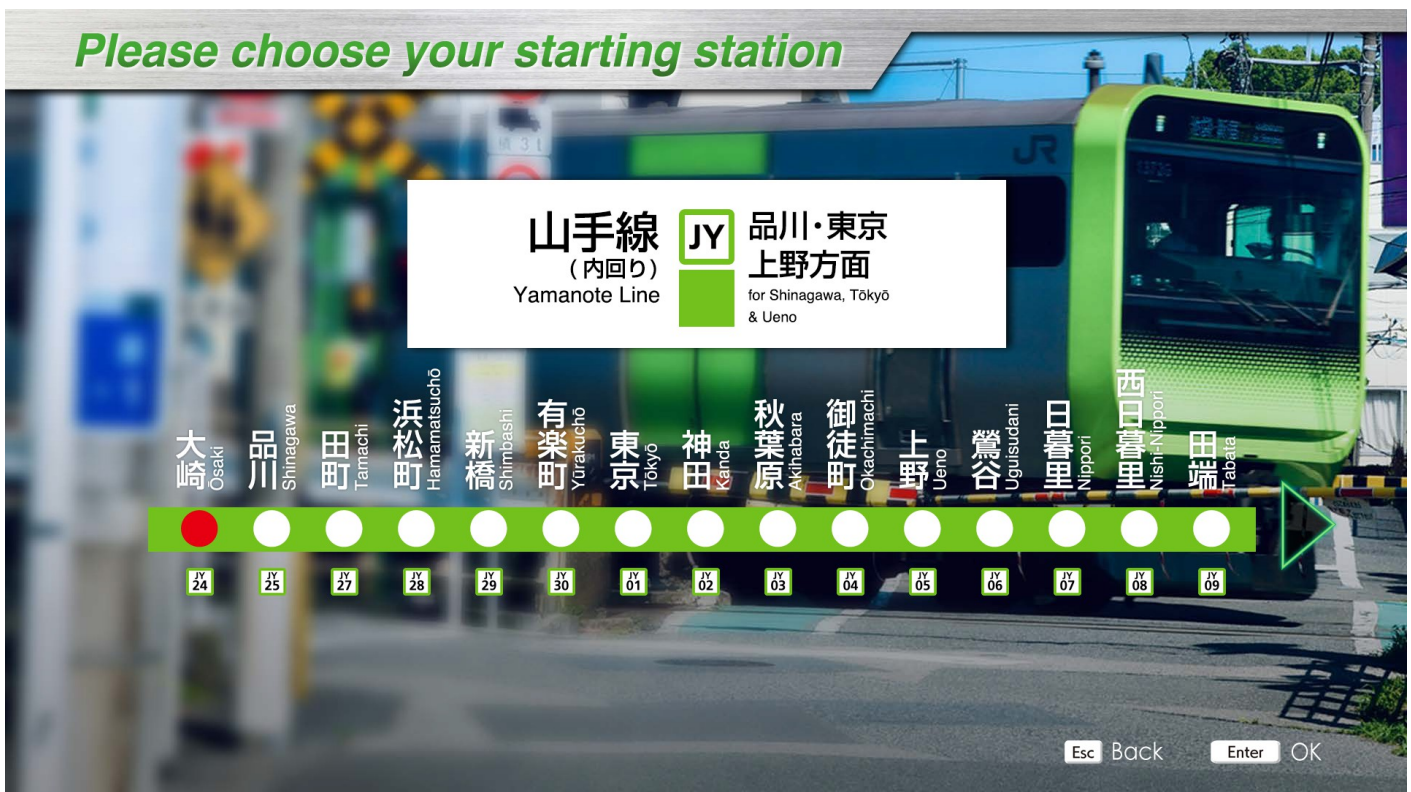 Please choose your starting station
JR
山手線
(内回り)
Yamanote Line
JY
品川・東京
上野方面
for Shinagawa, Tōkyō
& Ueno
大崎
Ōsaki
品川
Shinagawa
田町
Tamachi
浜松町
Hamamatsuchō
新橋
Shimbashi
有楽町
Yūrakuchō
東京
Tōkyō
神田
Kanda
秋葉原
Akihabara
御徒町
Okachimachi
上野
Ueno
鶯谷
Uguisudani
日暮里
Nippori
西日暮里
Nishi-Nippori
田端
Tabata
JY 24
JY 25
JY 27
JY 28
JY 29
JY 30
JY 01
JY 02
JY 03
JY 04
JY 05
JY 06
JY 07
JY 08
JY 09
Esc Back
Enter OK